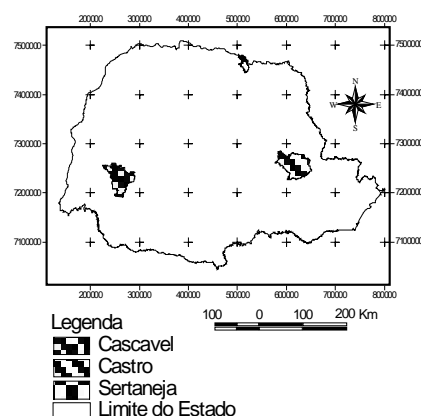 200000 300000 400000 500000 600000 700000 800000
7500000 7500000
N
7400000 W E 7400000
S
7300000 7300000
7200000 7200000
7100000 7100000
200000 300000 400000 500000 600000 700000 800000
Legenda
100 0 100 200 Km
Cascavel
Castro
Sertaneja
Limite do Estado